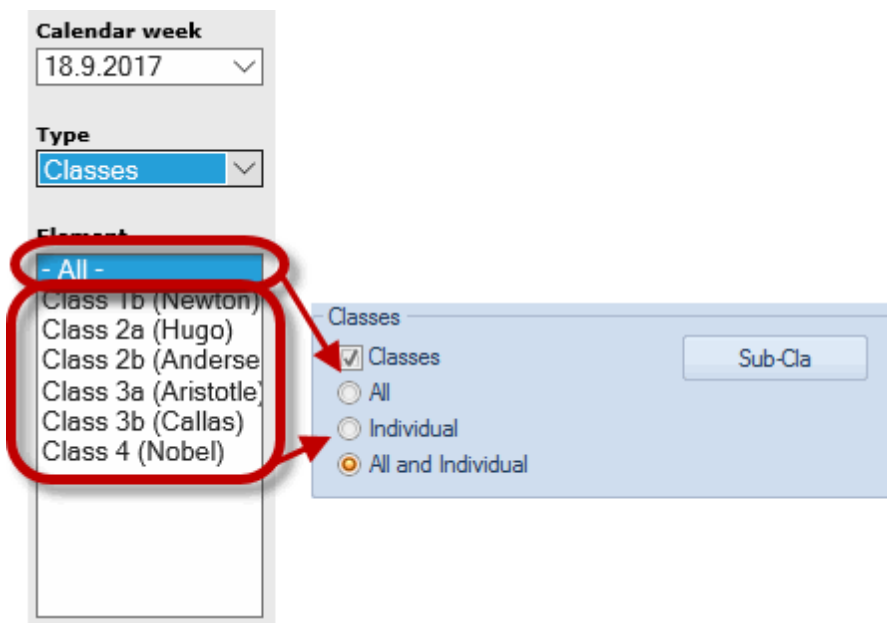 Calendar week
18.9.2017
Type
Classes
Element
- All -
Class 1b (Newton)
Class 2a (Hugo)
Class 2b (Anderse
Class 3a (Aristotle)
Class 3b (Callas)
Class 4 (Nobel)
Classes
Classes
Sub-Cla
All
Individual
All and Individual